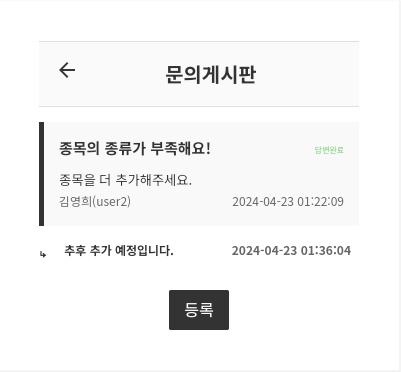 문의게시판
종목의 종류가 부족해요! 답변완료
종목을 더 추가해주세요.
김영희(user2) 2024-04-23 01:22:09
추후 추가 예정입니다. 2024-04-23 01:36:04
등록